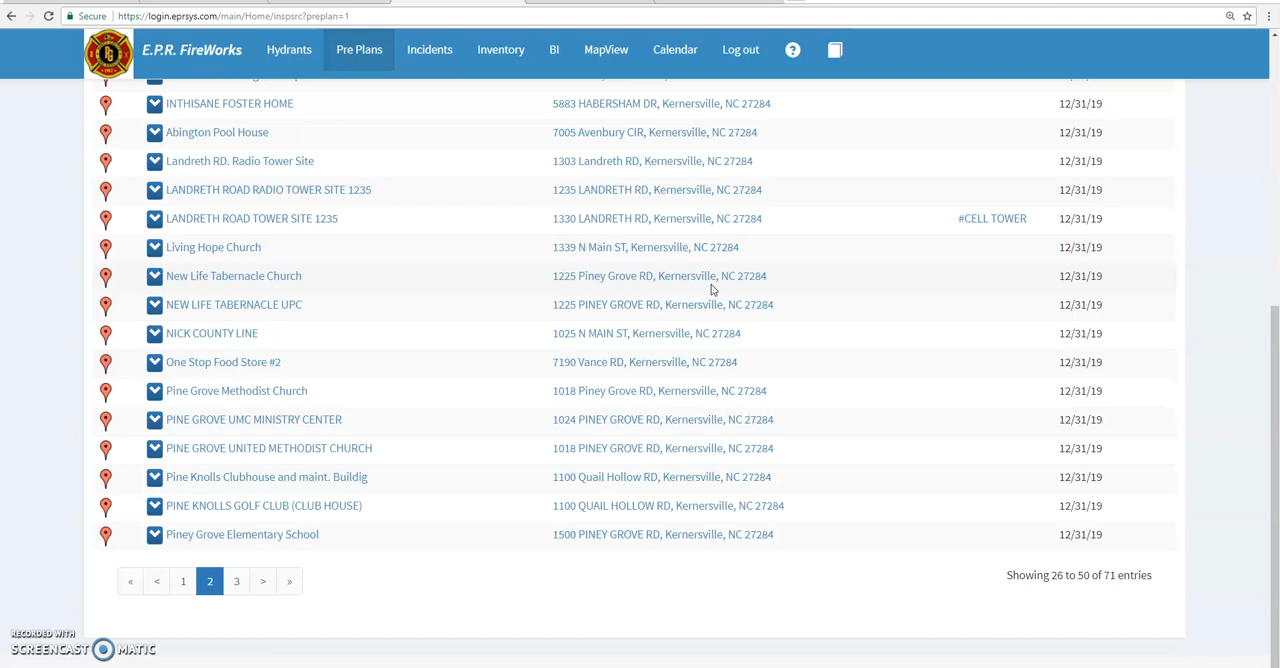 Secure https://login.eprsys.com/main/Home/inspsrc?preplan=1
E.P.R. FireWorks Hydrants Pre Plans Incidents Inventory BI MapView Calendar Log out ?
INTHISANE FOSTER HOME 5883 HABERSHAM DR, Kernersville, NC 27284 12/31/19
Abington Pool House 7005 Avenbury CIR, Kernersville, NC 27284 12/31/19
Landreth RD. Radio Tower Site 1303 Landreth RD, Kernersville, NC 27284 12/31/19
LANDRETH ROAD RADIO TOWER SITE 1235 1235 LANDRETH RD, Kernersville, NC 27284 12/31/19
LANDRETH ROAD TOWER SITE 1235 1330 LANDRETH RD, Kernersville, NC 27284 #CELL TOWER 12/31/19
Living Hope Church 1339 N Main ST, Kernersville, NC 27284 12/31/19
New Life Tabernacle Church 1225 Piney Grove RD, Kernersville, NC 27284 12/31/19
NEW LIFE TABERNACLE UPC 1225 PINEY GROVE RD, Kernersville, NC 27284 12/31/19
NICK COUNTY LINE 1025 N MAIN ST, Kernersville, NC 27284 12/31/19
One Stop Food Store #2 7190 Vance RD, Kernersville, NC 27284 12/31/19
Pine Grove Methodist Church 1018 Piney Grove RD, Kernersville, NC 27284 12/31/19
PINE GROVE UMC MINISTRY CENTER 1024 PINEY GROVE RD, Kernersville, NC 27284 12/31/19
PINE GROVE UNITED METHODIST CHURCH 1018 PINEY GROVE RD, Kernersville, NC 27284 12/31/19
Pine Knolls Clubhouse and maint. Buildig 1100 Quail Hollow RD, Kernersville, NC 27284 12/31/19
PINE KNOLLS GOLF CLUB (CLUB HOUSE) 1100 QUAIL HOLLOW RD, Kernersville, NC 27284 12/31/19
Piney Grove Elementary School 1500 PINEY GROVE RD, Kernersville, NC 27284 12/31/19
« < 1 2 3 > » Showing 26 to 50 of 71 entries
RECORDED WITH
SCREENCAST MATIC